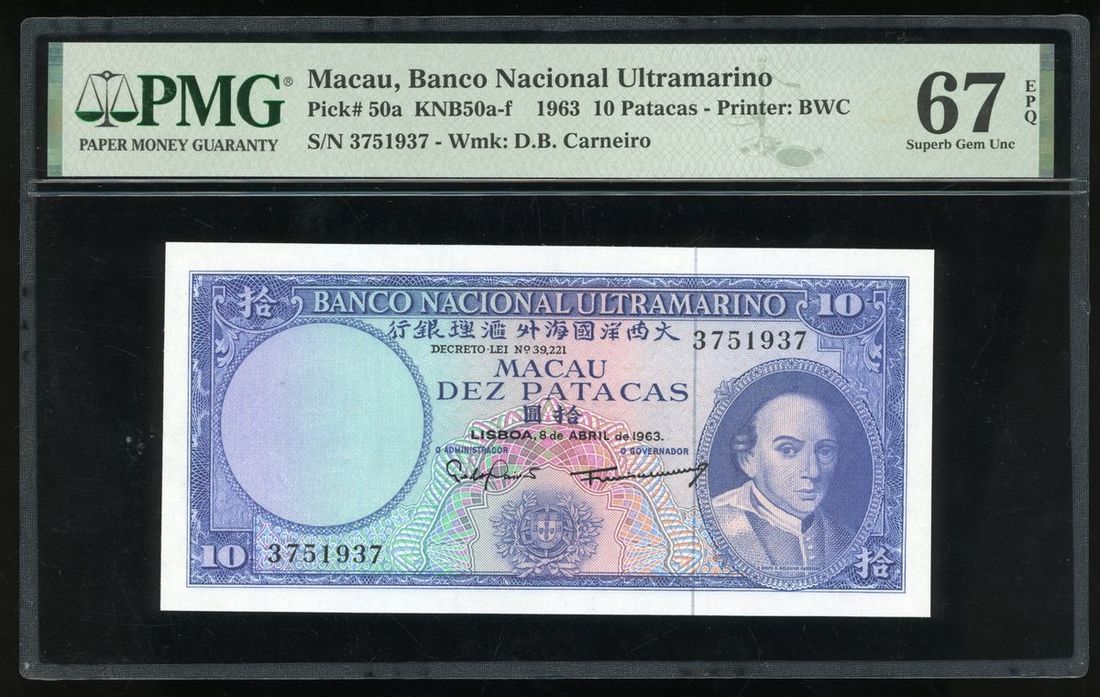 PMG®
PAPER MONEY GUARANTY
Macau, Banco Nacional Ultramarino
Pick# 50a KNB50a-f 1963 10 Patacas - Printer: BWC
S/N 3751937 - Wmk: D.B. Carneiro
67
EPQ
Superb Gem Unc
拾
BANCO NACIONAL ULTRAMARINO
10
大西洋國海外滙理銀行
3751937
DECRETO-LEI Nº 39,221
MACAU
DEZ PATACAS
拾圓
LISBOA, 8 de ABRIL de 1963.
O ADMINISTRADOR
O GOVERNADOR
10
3751937
拾